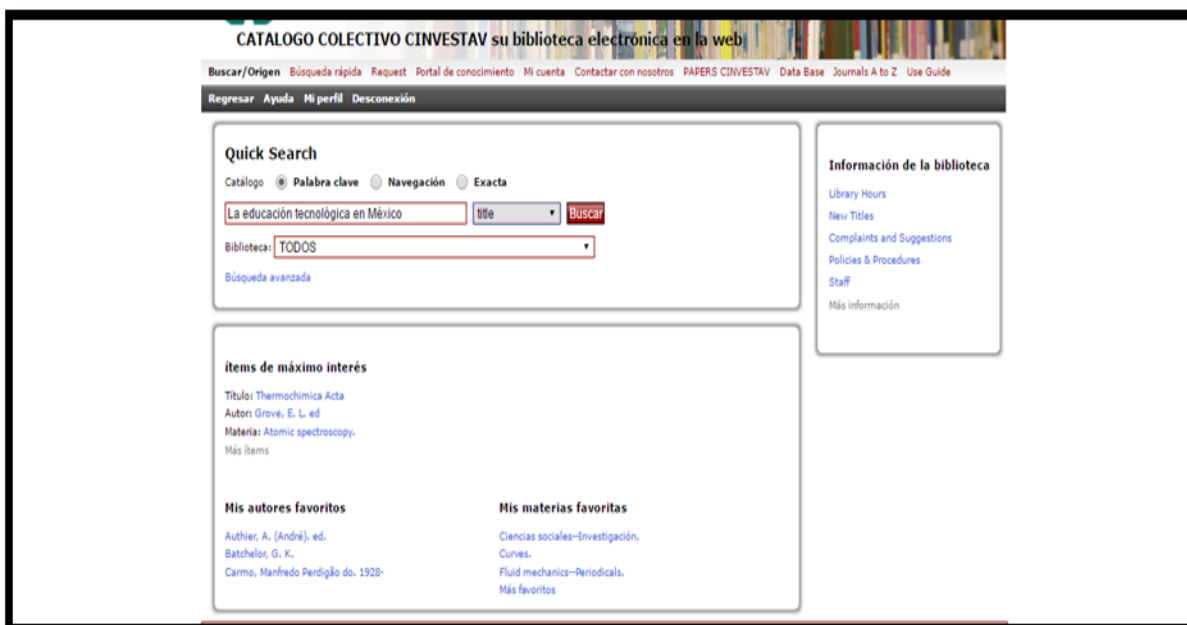 CATALOGO COLECTIVO CINVESTAV su biblioteca electrónica en la web
Buscar/Origen Búsqueda rápida Request Portal de conocimiento Mi cuenta Contactar con nosotros PAPERS CINVESTAV Data Base Journals A to Z Use Guide
Regresar Ayuda Mi perfil Desconexión
Quick Search
Catálogo Palabra clave Navegación Exacta
La educación tecnológica en México title Buscar
Biblioteca: TODOS
Búsqueda avanzada
Información de la biblioteca
Library Hours
New Titles
Complaints and Suggestions
Policies & Procedures
Staff
Más información
ítems de máximo interés
Título: Thermochimica Acta
Autor: Grove, E. L. ed
Materia: Atomic spectroscopy.
Más ítems
Mis autores favoritos
Authier, A. (André). ed.
Batchelor, G. K.
Carmo, Manfredo Perdigão do. 1928-
Mis materias favoritas
Ciencias sociales--Investigación.
Curves.
Fluid mechanics--Periodicals.
Más favoritos